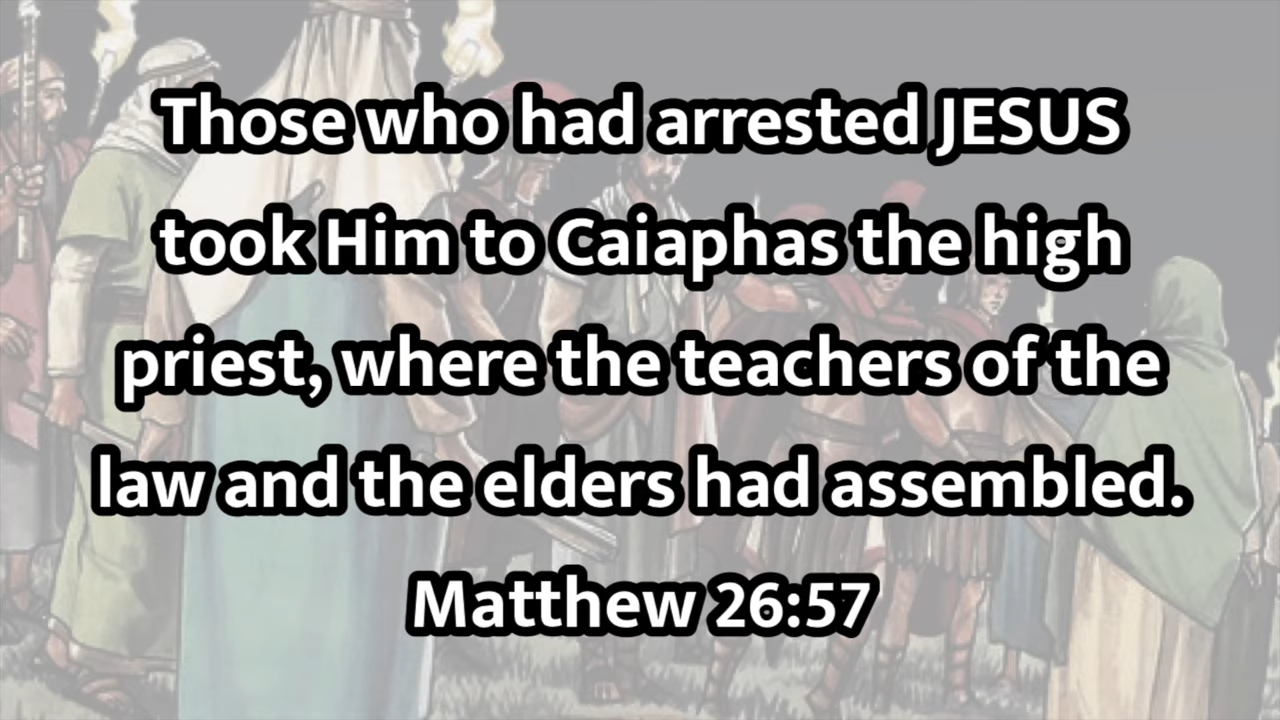 Those who had arrested JESUS
took Him to Caiaphas the high
priest, where the teachers of the
law and the elders had assembled.
Matthew 26:57